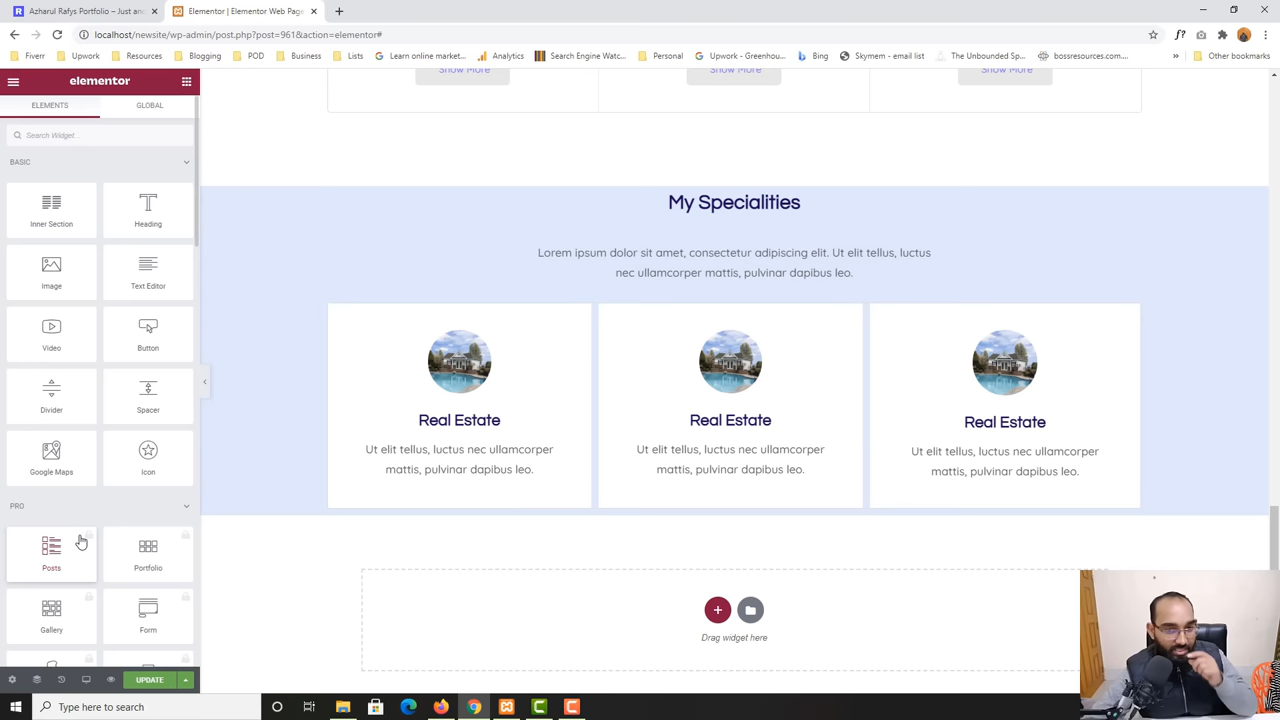 Azharul Rafys Portfolio – Just an
Elementor | Elementor Web Page
localhost/newsite/wp-admin/post.php?post=961&action=elementor#
Fiverr
Upwork
Resources
Blogging
POD
Lists
Learn online market...
Analytics
Search Engine Watc...
Personal
Upwork - Greenhou...
Bing
Skymem - email list
The Unbounded Sp...
bossresources.com...
»
Other bookmarks
elementor
ELEMENTS
GLOBAL
Search Widget...
BASIC
Inner Section
Heading
Image
Text Editor
Video
Button
Divider
Spacer
Google Maps
Icon
PRO
Posts
Portfolio
Gallery
Form
UPDATE
Show More
Show More
Show More
My Specialities
Lorem ipsum dolor sit amet, consectetur adipiscing elit. Ut elit tellus, luctus
nec ullamcorper mattis, pulvinar dapibus leo.
Real Estate
Ut elit tellus, luctus nec ullamcorper
mattis, pulvinar dapibus leo.
Real Estate
Ut elit tellus, luctus nec ullamcorper
mattis, pulvinar dapibus leo.
Real Estate
Ut elit tellus, luctus nec ullamcorper
mattis, pulvinar dapibus leo.
Drag widget here
Type here to search